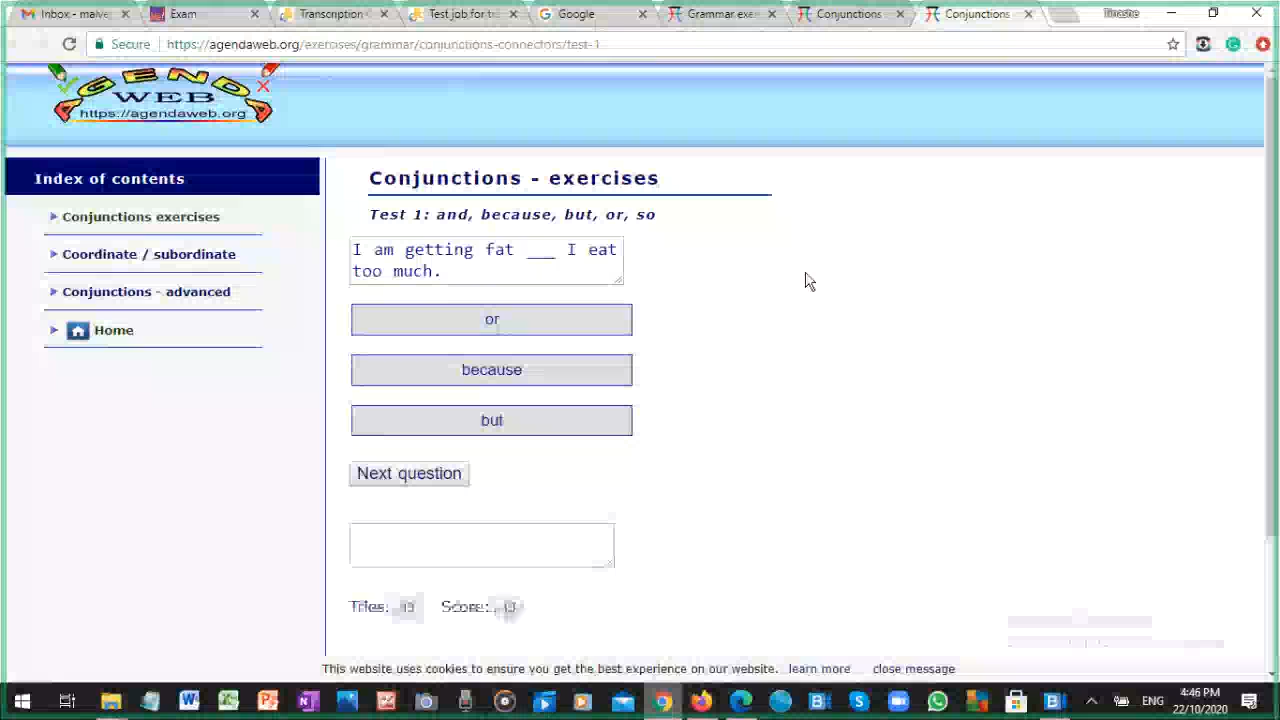 Inbox - malve
Exam
Transcription
Test job for t
Google
Grammar exe
Conjunctions
Conjunctions
Tinashe
Secure
https://agendaweb.org/exercises/grammar/conjunctions-connectors/test-1
GEND
WEB
https://agendaweb.org
Index of contents
Conjunctions exercises
Coordinate / subordinate
Conjunctions - advanced
Home
Conjunctions - exercises
Test 1: and, because, but, or, so
I am getting fat ___ I eat
too much.
or
because
but
Next question
Score:
This website uses cookies to ensure you get the best experience on our website. learn more close message
ENG
4:46 PM
22/10/2020